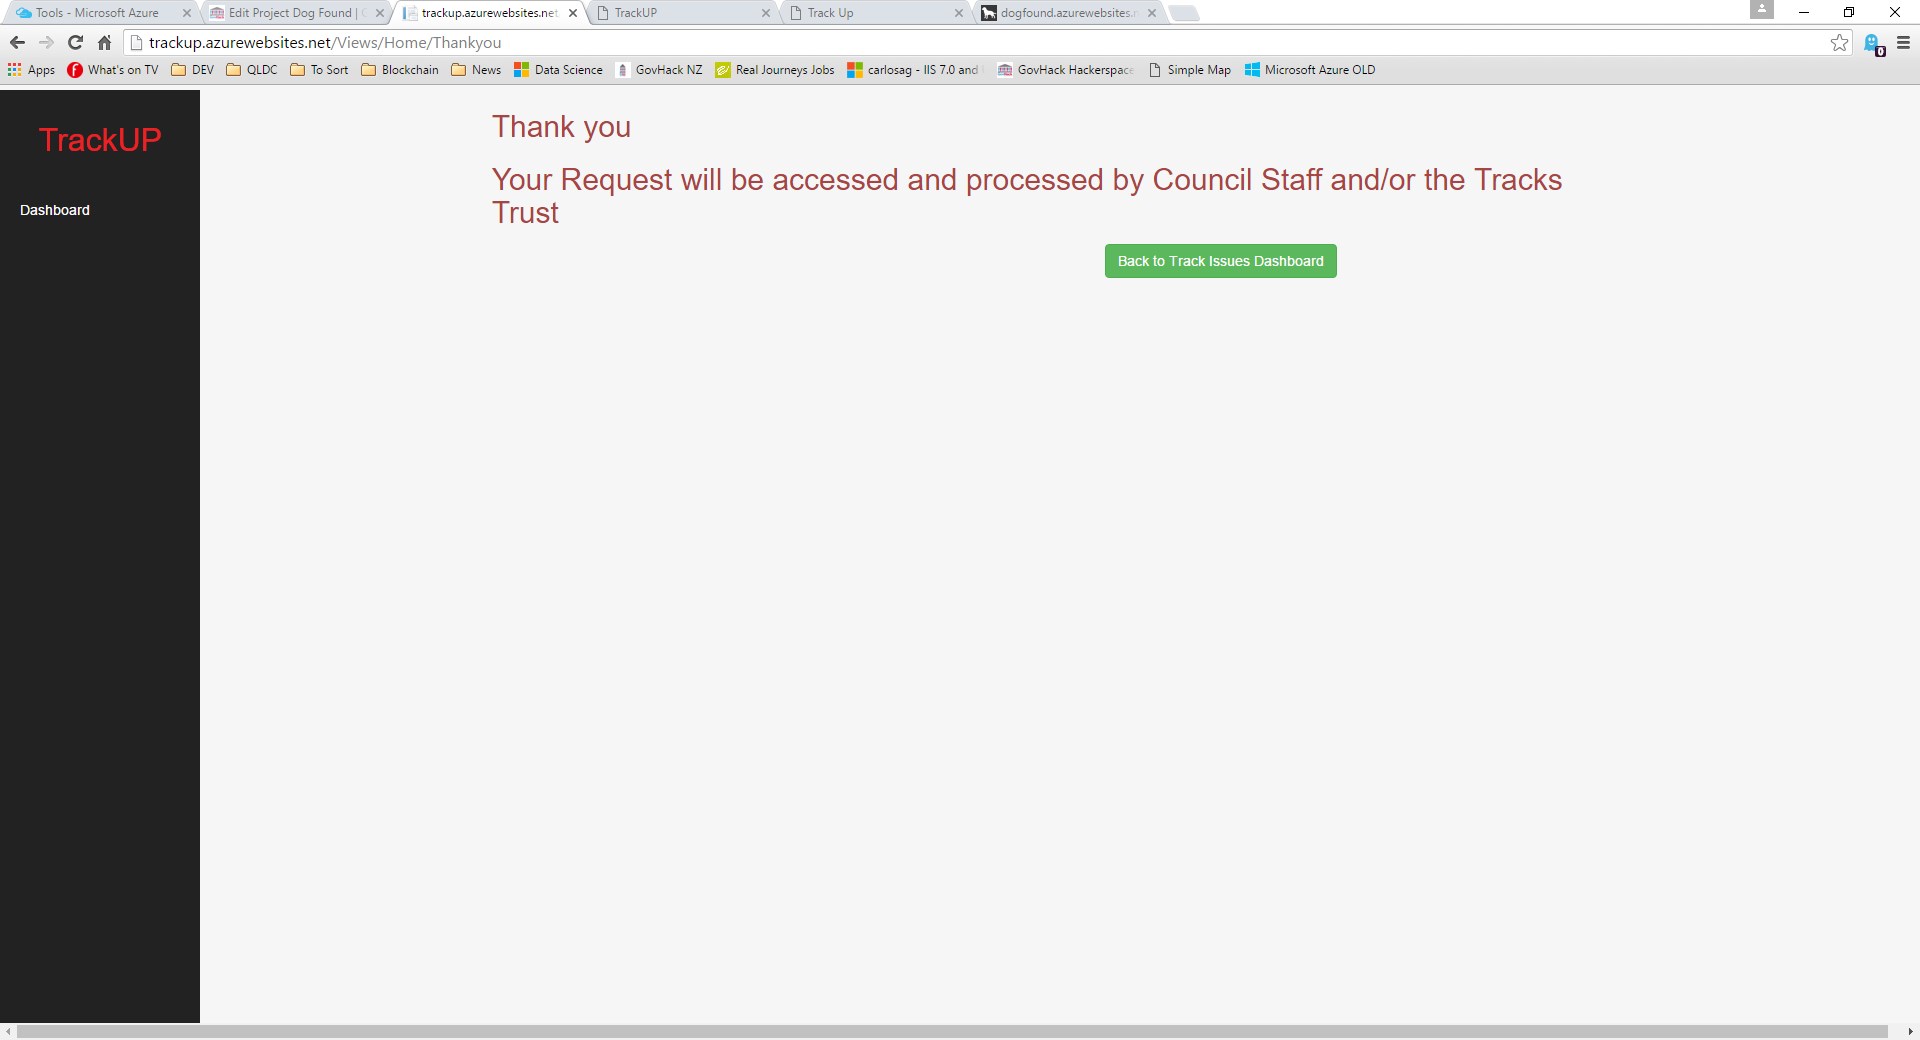 Tools - Microsoft Azure
Edit Project Dog Found |
trackup.azurewebsites.net
TrackUP
Track Up
dogfound.azurewebsites.
trackup.azurewebsites.net/Views/Home/Thankyou
Apps What's on TV DEV QLDC To Sort Blockchain News Data Science GovHack NZ Real Journeys Jobs carlosag - IIS 7.0 and GovHack Hackerspace Simple Map Microsoft Azure OLD
TrackUP
Dashboard
Thank you
Your Request will be accessed and processed by Council Staff and/or the Tracks
Trust
Back to Track Issues Dashboard